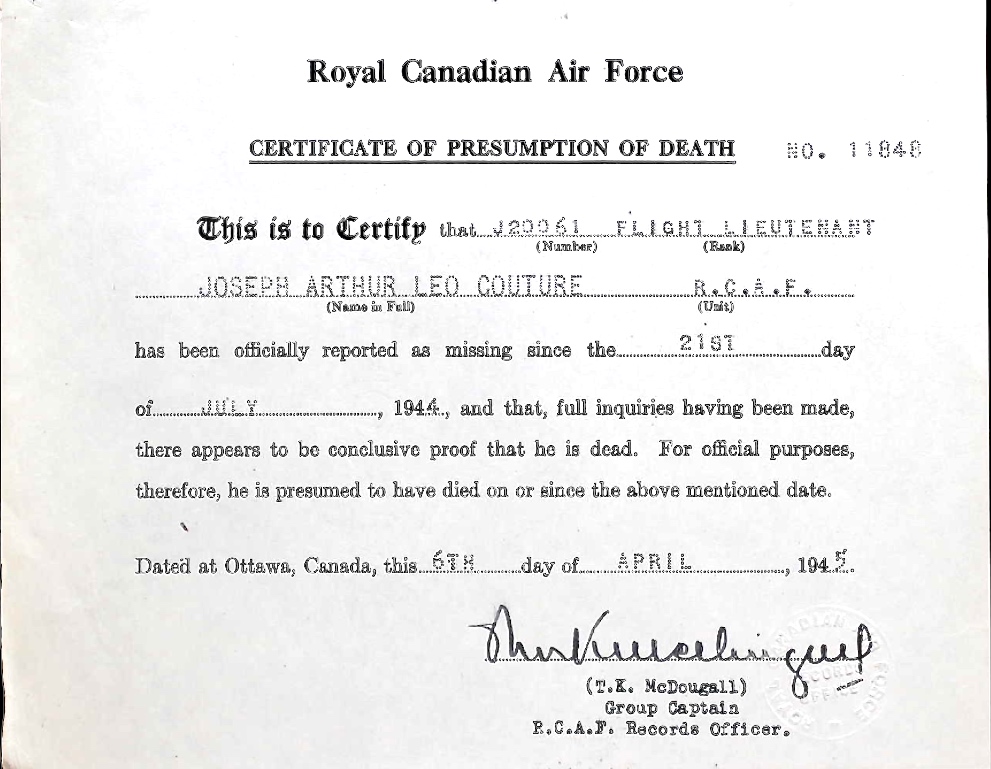 Royal Canadian Air Force
CERTIFICATE OF PRESUMPTION OF DEATH NO. 11848
This is to Certify that J29961 FLIGHT LIEUTENANT
(Number) (Rank)
JOSEPH ARTHUR LEO COUTURE R.C.A.F.
(Name in Full) (Unit)
has been officially reported as missing since the 21ST day
of JULY, 1944, and that, full inquiries having been made,
there appears to be conclusive proof that he is dead. For official purposes,
therefore, he is presumed to have died on or since the above mentioned date.
Dated at Ottawa, Canada, this 6TH day of APRIL, 1945.
(T.K. McDougall)
Group Captain
R.C.A.F. Records Officer.